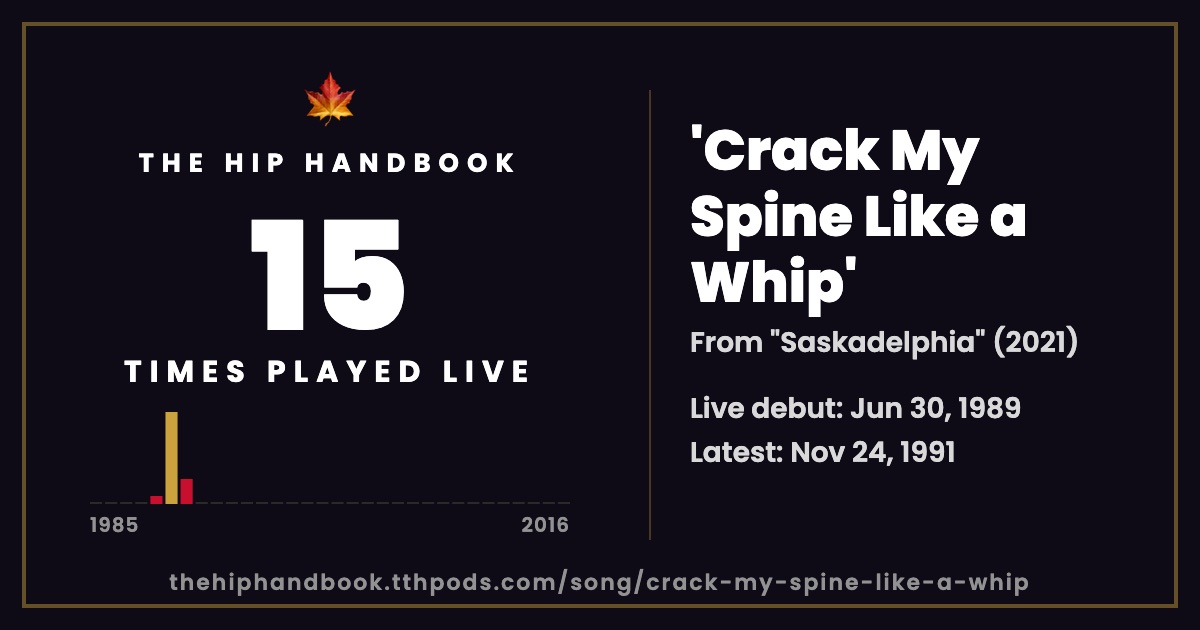 THE HIP HANDBOOK
15
TIMES PLAYED LIVE
1985
2016
'Crack My
Spine Like a
Whip'
From "Saskadelphia" (2021)
Live debut: Jun 30, 1989
Latest: Nov 24, 1991
thehiphandbook.tthpods.com/song/crack-my-spine-like-a-whip